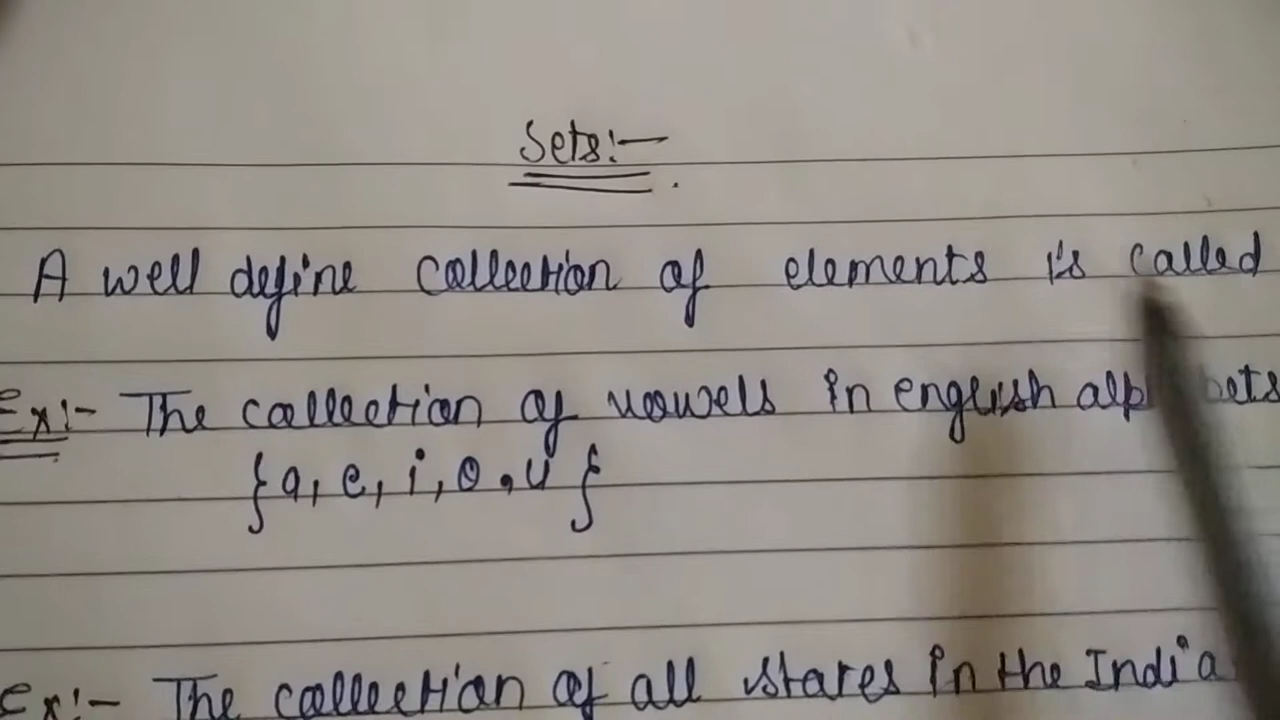 Sets:-
A well define collection of elements is called
Ex:- The collection of vowels in english alphabets
{a, e, i, o, u}
Ex:- The collection of all states in the India